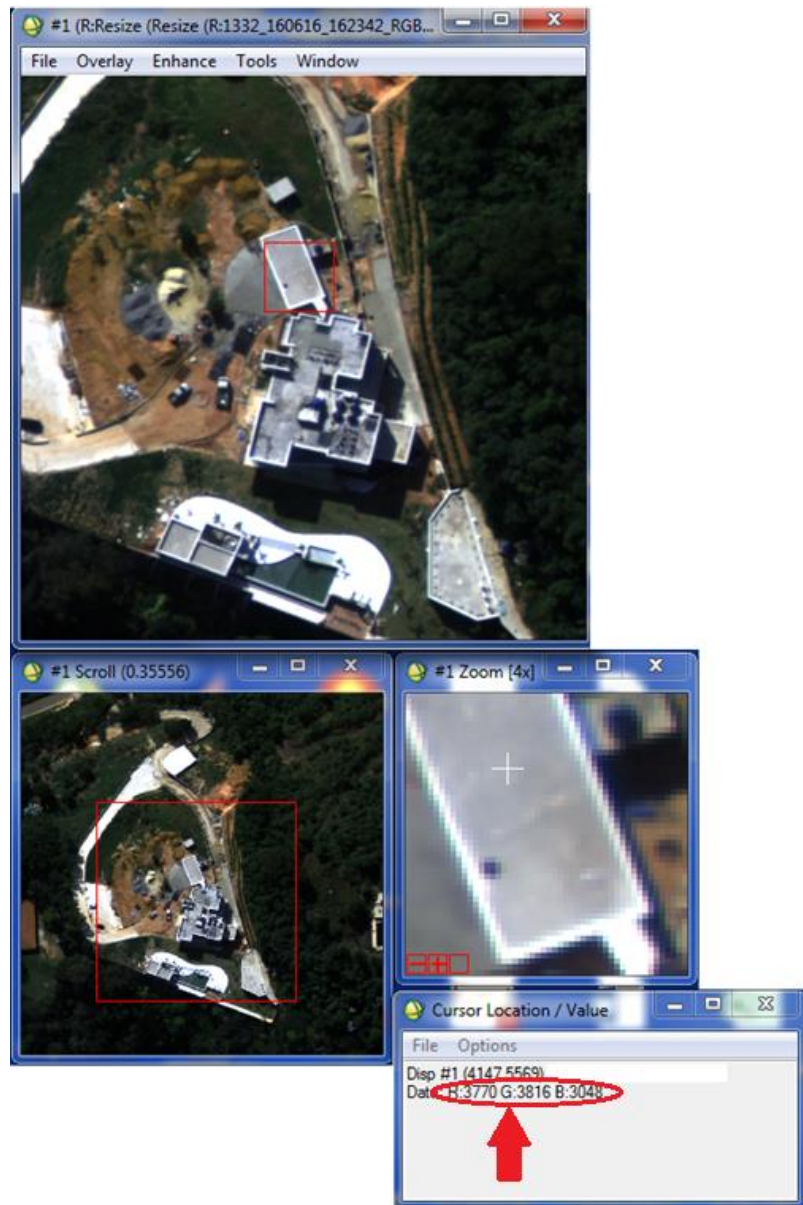 #1 (R:Resize (Resize (R:1332_160616_162342_RGB...
File Overlay Enhance Tools Window
#1 Scroll (0.35556)
#1 Zoom [4x]
Cursor Location / Value
File Options
Disp #1 (4147,5569)
Data: R:3770 G:3816 B:3048